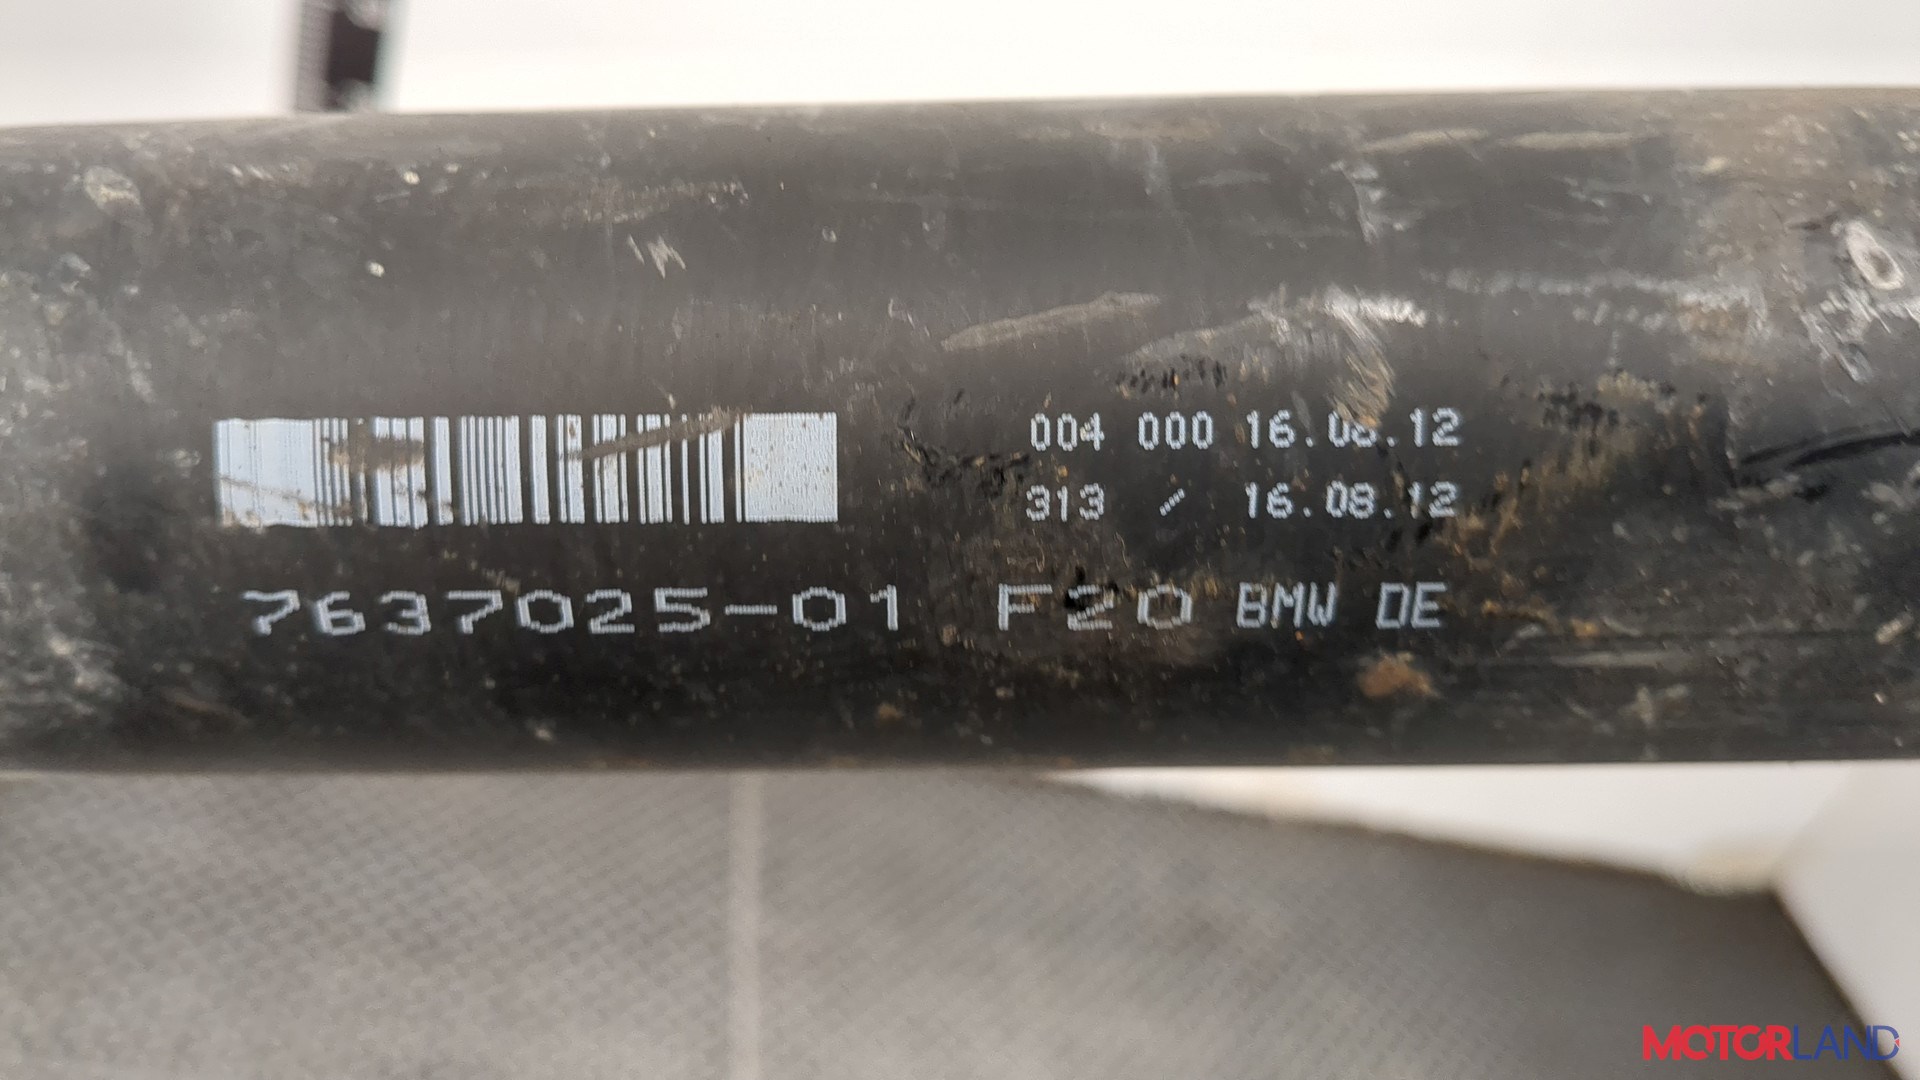 004 000 16.08.12
313 / 16.08.12
7637025-01 F20 BMW DE
MOTORLAND